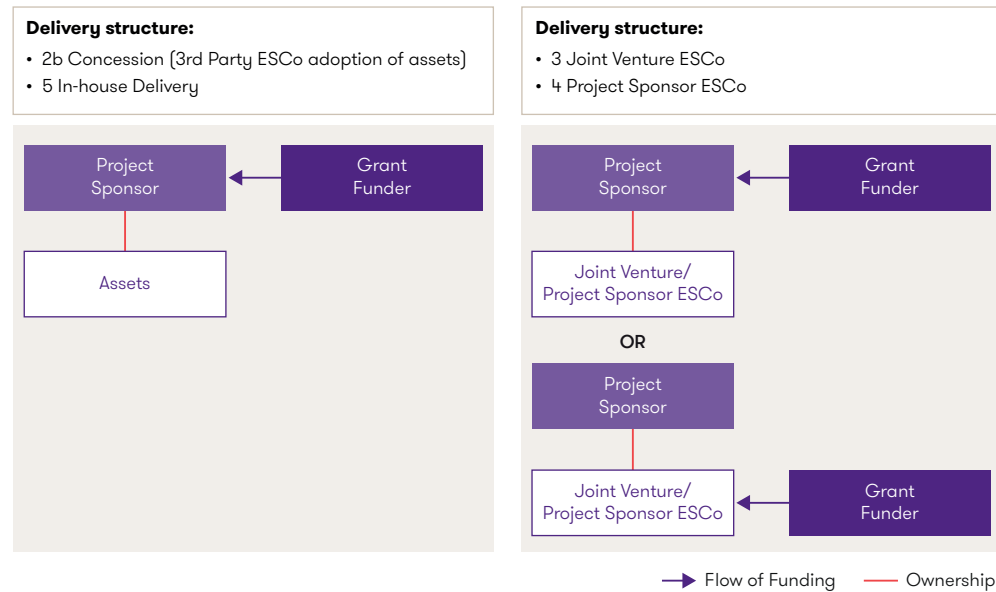 Delivery structure:
• 2b Concession (3rd Party ESCo adoption of assets)
• 5 In-house Delivery
Project
Sponsor
Grant
Funder
Assets
Delivery structure:
• 3 Joint Venture ESCo
• 4 Project Sponsor ESCo
Project
Sponsor
Grant
Funder
Joint Venture/
Project Sponsor ESCo
OR
Project
Sponsor
Joint Venture/
Project Sponsor ESCo
Grant
Funder
Flow of Funding
Ownership